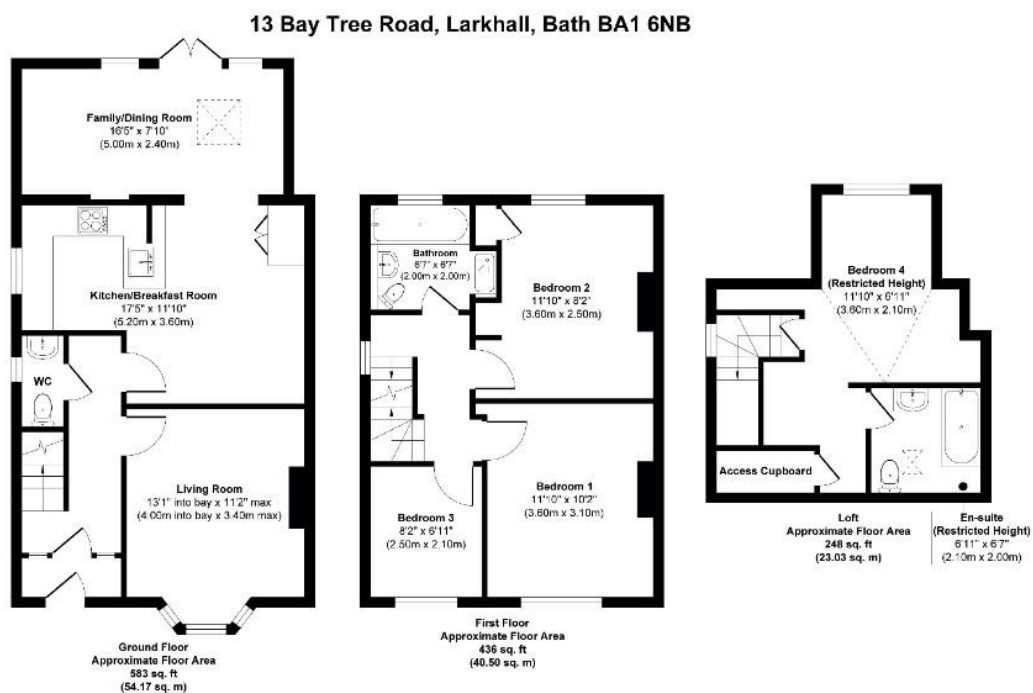 13 Bay Tree Road, Larkhall, Bath BA1 6NB
Family/Dining Room
16'5" x 7'10"
(5.00m x 2.40m)
Kitchen/Breakfast Room
17'5" x 11'10"
(5.20m x 3.60m)
WC
Living Room
13'1" into bay x 11'2" max
(4.00m into bay x 3.40m max)
Ground Floor
Approximate Floor Area
583 sq. ft
(54.17 sq. m)
Bathroom
6'7" x 6'7"
(2.00m x 2.00m)
Bedroom 2
11'10" x 8'2"
(3.60m x 2.50m)
Bedroom 1
11'10" x 10'2"
(3.60m x 3.10m)
Bedroom 3
8'2" x 6'11"
(2.50m x 2.10m)
First Floor
Approximate Floor Area
436 sq. ft
(40.50 sq. m)
Bedroom 4
(Restricted Height)
11'10" x 6'11"
(3.60m x 2.10m)
Access Cupboard
Loft
Approximate Floor Area
248 sq. ft
(23.03 sq. m)
En-suite
(Restricted Height)
6'11" x 6'7"
(2.10m x 2.00m)